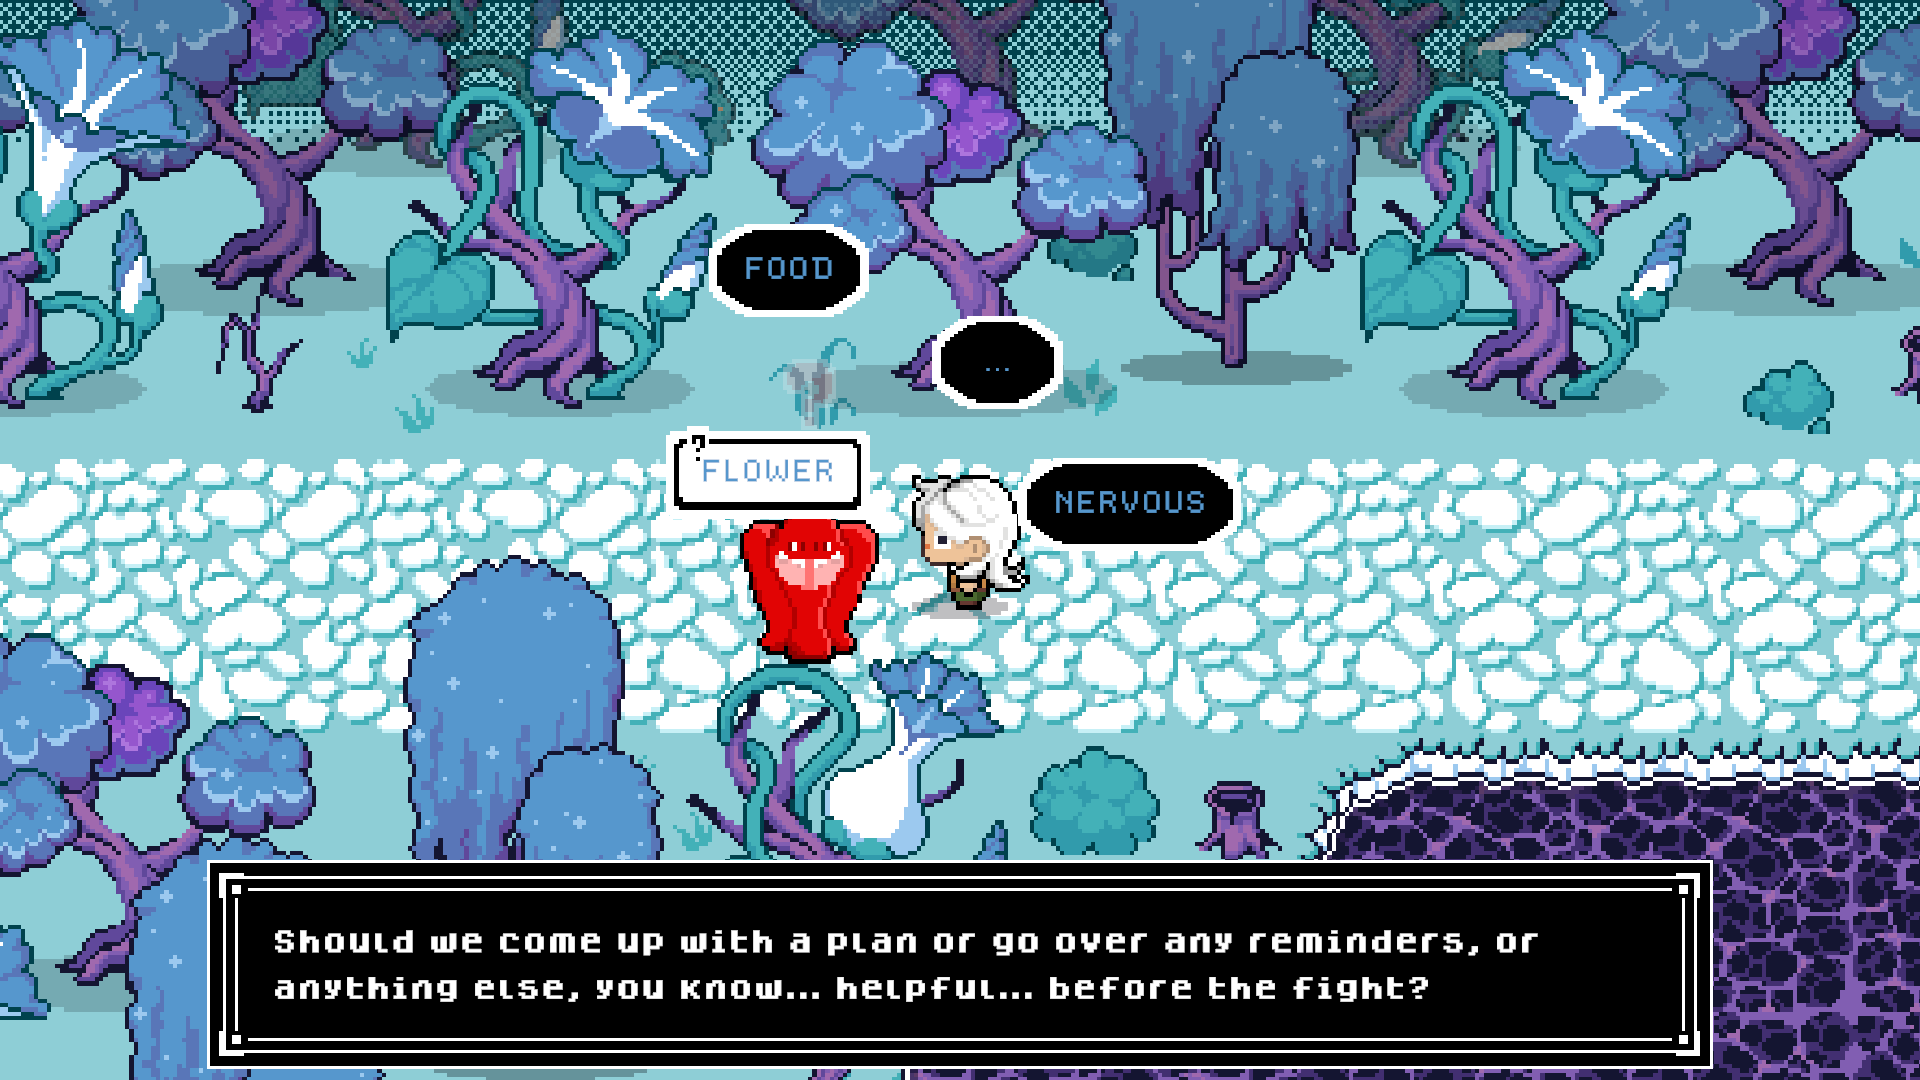 FOOD
...
?
FLOWER
NERVOUS
Should we come up with a plan or go over any reminders, or
anything else, you know... helpful... before the fight?